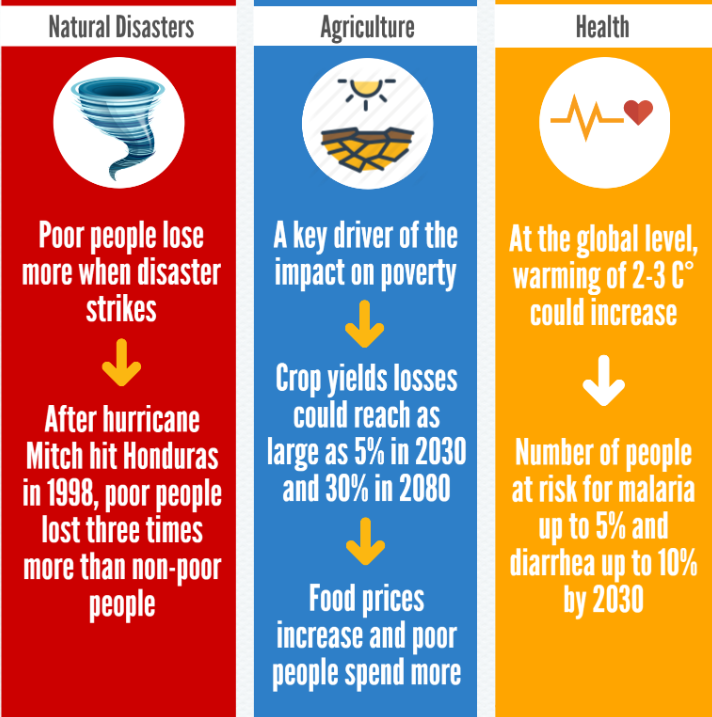 Natural Disasters
Poor people lose
more when disaster
strikes
After hurricane
Mitch hit Honduras
in 1998, poor people
lost three times
more than non-poor
people
Agriculture
A key driver of the
impact on poverty
Crop yields losses
could reach as
large as 5% in 2030
and 30% in 2080
Food prices
increase and poor
people spend more
Health
At the global level,
warming of 2-3 C°
could increase
Number of people
at risk for malaria
up to 5% and
diarrhea up to 10%
by 2030